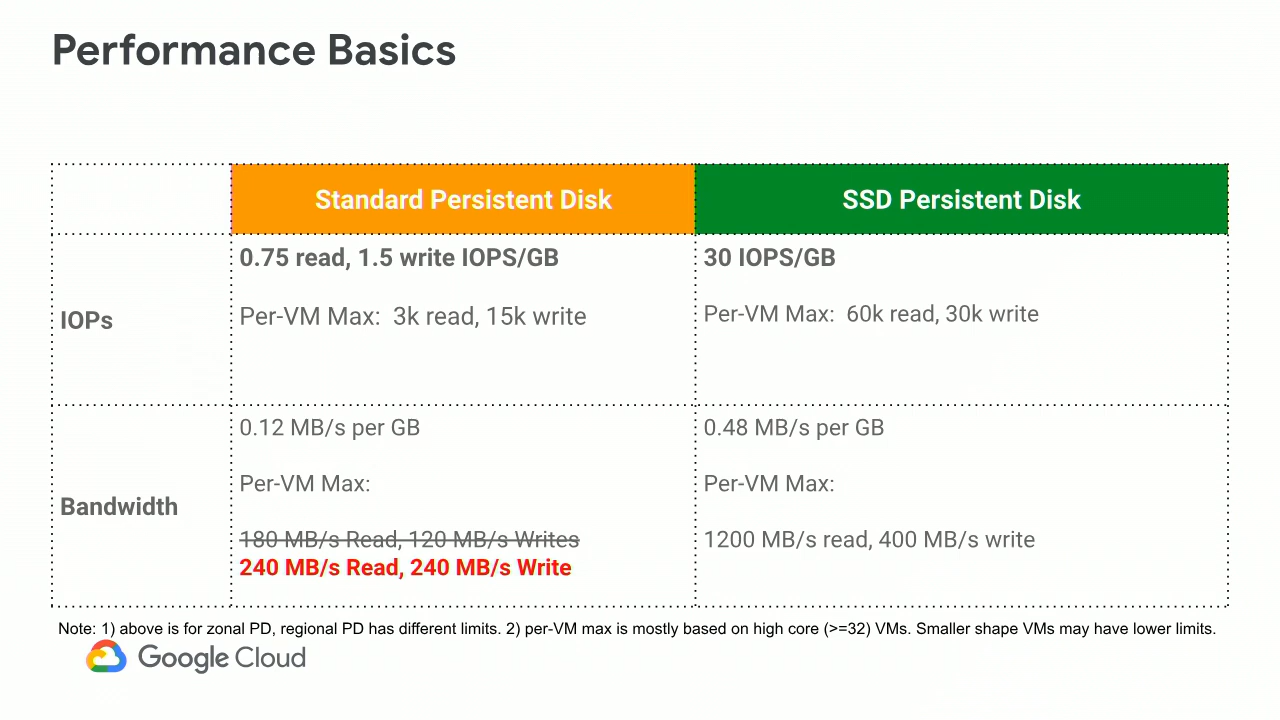 Performance Basics
Standard Persistent Disk
SSD Persistent Disk
IOPs
0.75 read, 1.5 write IOPS/GB
Per-VM Max: 3k read, 15k write
30 IOPS/GB
Per-VM Max: 60k read, 30k write
Bandwidth
0.12 MB/s per GB
Per-VM Max:
180 MB/s Read, 120 MB/s Writes
240 MB/s Read, 240 MB/s Write
0.48 MB/s per GB
Per-VM Max:
1200 MB/s read, 400 MB/s write
Note: 1) above is for zonal PD, regional PD has different limits. 2) per-VM max is mostly based on high core (>=32) VMs. Smaller shape VMs may have lower limits.
Google Cloud